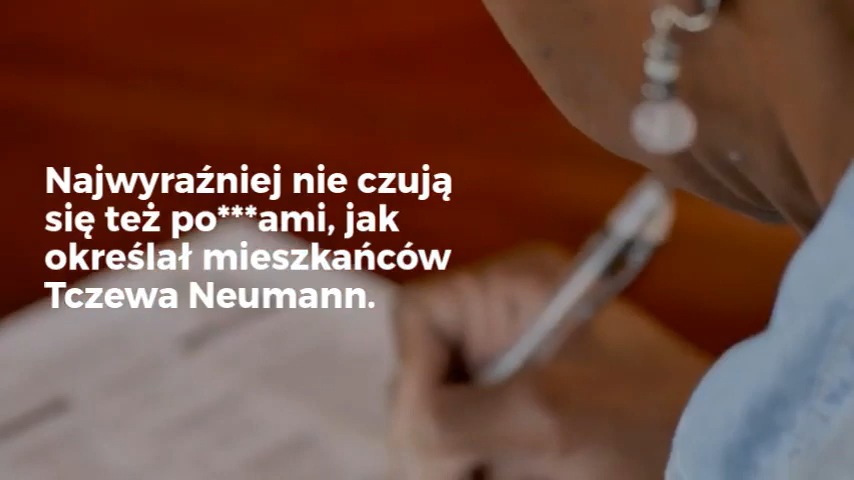 Najwyraźniej nie czują
się też po***ami, jak
określał mieszkańców
Tczewa Neumann.